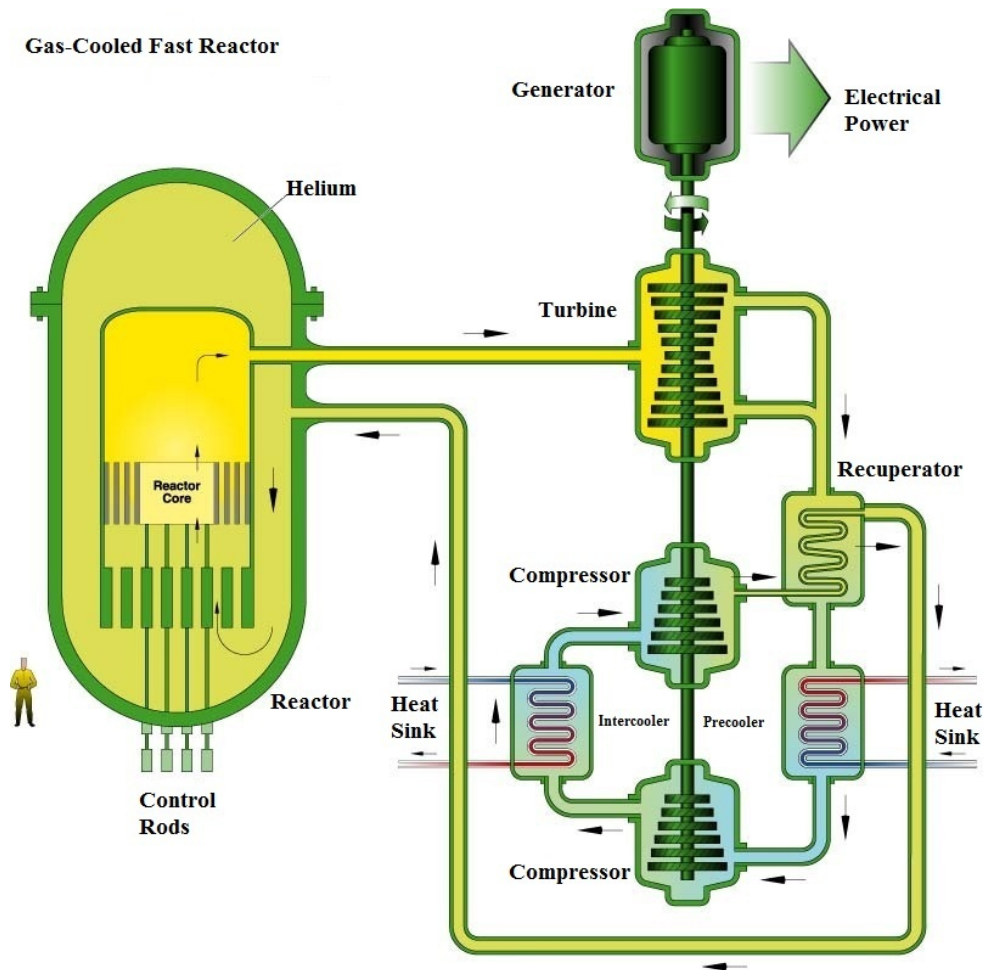 Gas-Cooled Fast Reactor
Generator
Electrical
Power
Helium
Turbine
Recuperator
Reactor
Core
Compressor
Reactor
Heat
Sink
Intercooler
Precooler
Heat
Sink
Control
Rods
Compressor